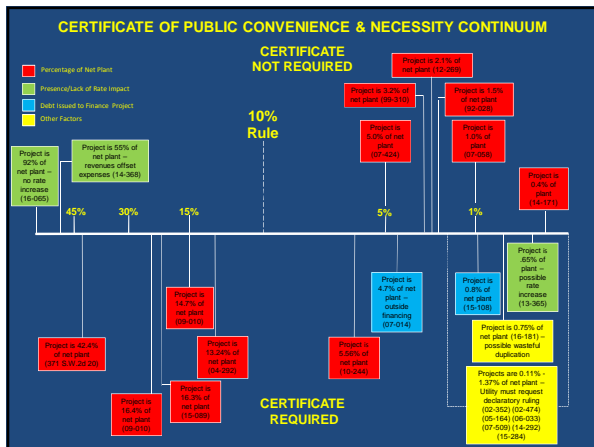 CERTIFICATE OF PUBLIC CONVENIENCE & NECESSITY CONTINUUM
CERTIFICATE
NOT REQUIRED
Percentage of Net Plant
Presence/Lack of Rate Impact
Debt Issued to Finance Project
Other Factors
10%
Rule
Project is 2.1% of
net plant (12-269)
Project is 3.2% of
net plant (99-310)
Project is 1.5%
of net plant
(92-028)
Project is
5.0% of net
plant
(07-424)
Project is
1.0% of
plant
(07-058)
Project is
0.4% of
plant
(14-171)
Project is
92% of
net plant –
no rate
increase
(16-065)
Project is 55% of
net plant –
revenues offset
expenses (14-368)
45%
30%
15%
5%
1%
Project is 42.4%
of net plant
(371 S.W.2d 20)
Project is
16.4% of
net plant
(09-010)
Project is
15.3% of
net plant
(15-089)
Project is
14.7% of
net plant
(09-010)
Project is
13.24% of
net plant
(04-292)
Project is
5.56% of
net plant
(10-244)
Project is
4.7% of net
plant –
outside
financing
(07-014)
Project is
0.8% of
net plant
(15-108)
Project is
.65% of
plant –
possible
rate
increase
(13-365)
Project is 0.75% of
net plant (16-181) –
possible wasteful
duplication
Projects are 0.11% -
1.37% of net plant –
Utility must request
declaratory ruling
(02-352) (02-474)
(05-164) (06-033)
(07-509) (14-292)
(15-284)
CERTIFICATE
REQUIRED